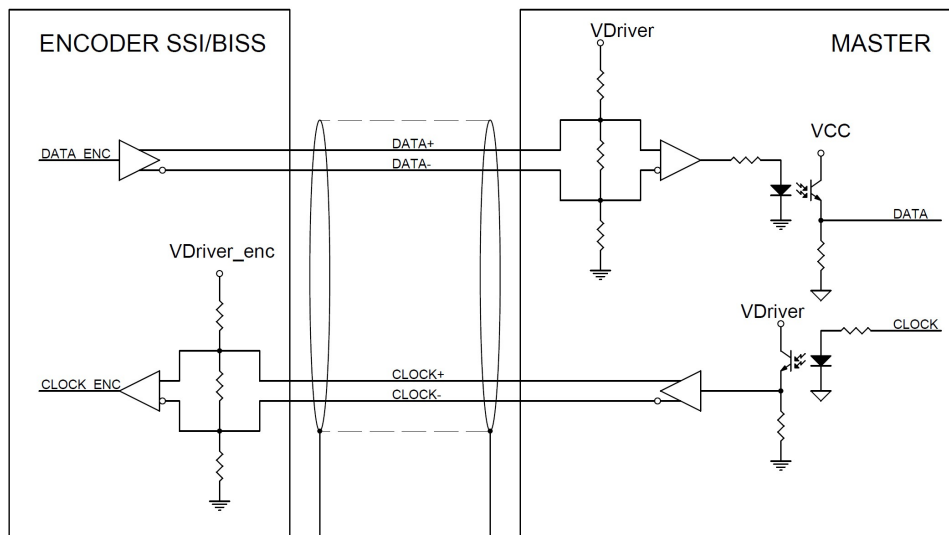 ENCODER SSI/BISS
MASTER
VDriver
VCC
DATA_ENC
DATA+
DATA-
DATA
VDriver_enc
VDriver
CLOCK
CLOCK_ENC
CLOCK+
CLOCK-